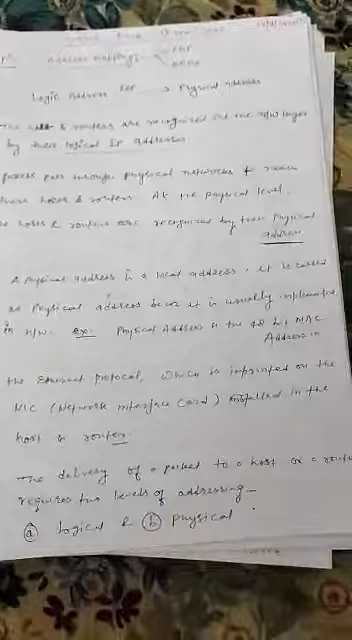 Address mapping
Logic Address ARP → Physical address
The host & routers are recognized at the N/W layer
by their logical IP addresses
packets pass through physical networks to reach
these hosts & routers. At the physical level,
hosts & routers are recognized by their Physical
address
A Physical address is a local address. it is called
as Physical address becoz it is usually implemented
in H/W. ex: Physical Address is the 48 bit MAC
Address in
the Ethernet protocol, which is imprinted on the
NIC (Network interface Card) installed in the
host or router.
The delivery of a packet to a host or a router
requires two levels of addressing –
(a) logical & (b) physical.